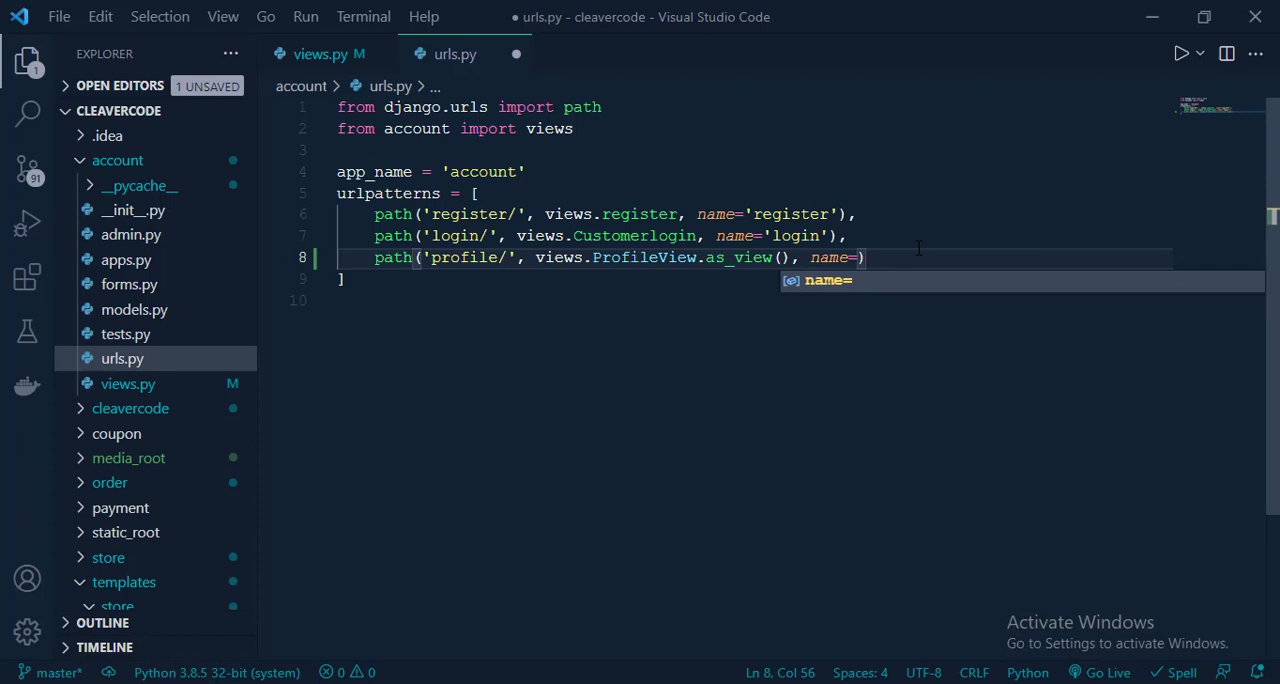 File Edit Selection View Go Run Terminal Help
● urls.py - cleavercode - Visual Studio Code
EXPLORER
OPEN EDITORS 1 UNSAVED
CLEAVERCODE
.idea
account
__pycache__
__init__.py
admin.py
apps.py
forms.py
models.py
tests.py
urls.py
views.py M
cleavercode
coupon
media_root
order
payment
static_root
store
templates
store
OUTLINE
TIMELINE
1
91
views.py M
urls.py
account > urls.py > ...
1 from django.urls import path
2 from account import views
3
4 app_name = 'account'
5 urlpatterns = [
6 path('register/', views.register, name='register'),
7 path('login/', views.Customerlogin, name='login'),
8 path('profile/', views.ProfileView.as_view(), name=)
name=
9 ]
10
Activate Windows
Go to Settings to activate Windows.
master* Python 3.8.5 32-bit (system) 0 0 Ln 8, Col 56 Spaces: 4 UTF-8 CRLF Python Go Live Spell